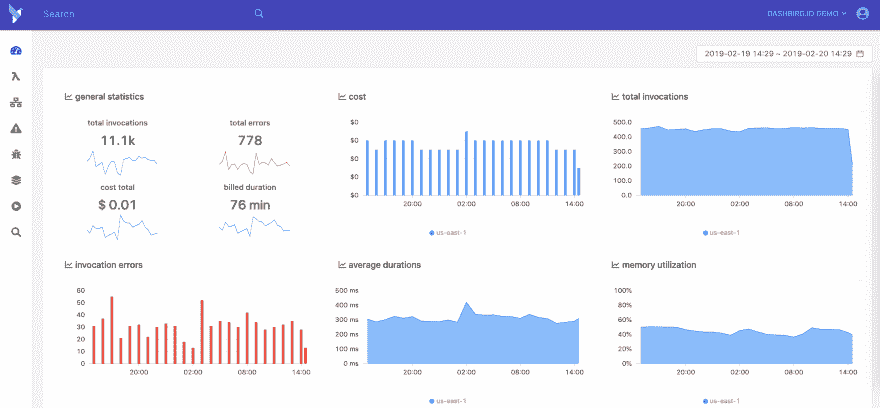 Search
DASHBIRD.IO DEMO
2019-02-19 14:29 ~ 2019-02-20 14:29
general statistics
total invocations
11.1k
total errors
778
cost total
$ 0.01
billed duration
76 min
cost
$0
$0
$0
$0
$0
20:00 02:00 08:00 14:00
us-east-1
total invocations
500.0
400.0
300.0
200.0
100.0
0.0
20:00 02:00 08:00 14:00
us-east-1
invocation errors
60
50
40
30
20
10
0
20:00 02:00 08:00 14:00
average durations
500 ms
400 ms
300 ms
200 ms
100 ms
0 ms
20:00 02:00 08:00 14:00
us-east-1
memory utilization
100%
80%
60%
40%
20%
0%
20:00 02:00 08:00 14:00
us-east-1